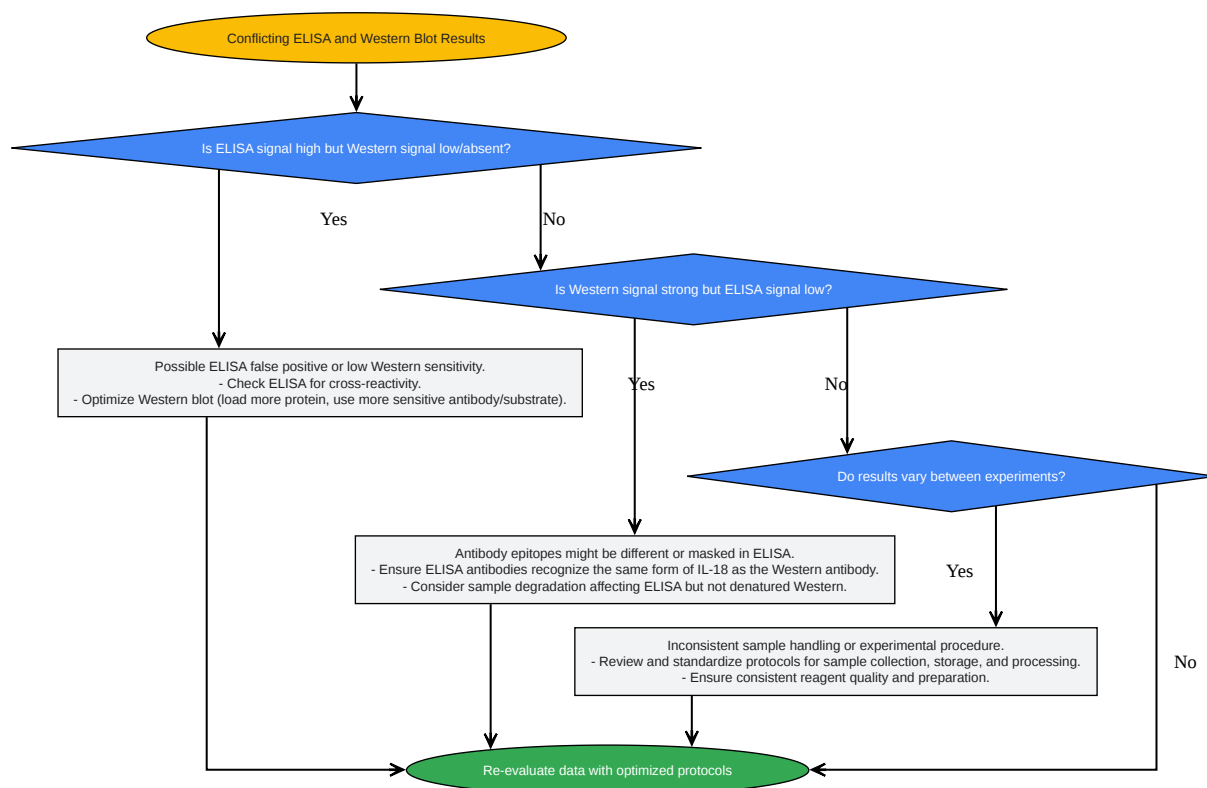 Conflicting ELISA and Western Blot Results
Is ELISA signal high but Western signal low/absent?
Yes
No
Is Western signal strong but ELISA signal low?
Possible ELISA false positive or low Western sensitivity.
- Check ELISA for cross-reactivity.
- Optimize Western blot (load more protein, use more sensitive antibody/substrate).
Yes
No
Do results vary between experiments?
Antibody epitopes might be different or masked in ELISA.
- Ensure ELISA antibodies recognize the same form of IL-18 as the Western antibody.
- Consider sample degradation affecting ELISA but not denatured Western.
Yes
Inconsistent sample handling or experimental procedure.
- Review and standardize protocols for sample collection, storage, and processing.
- Ensure consistent reagent quality and preparation.
No
Re-evaluate data with optimized protocols